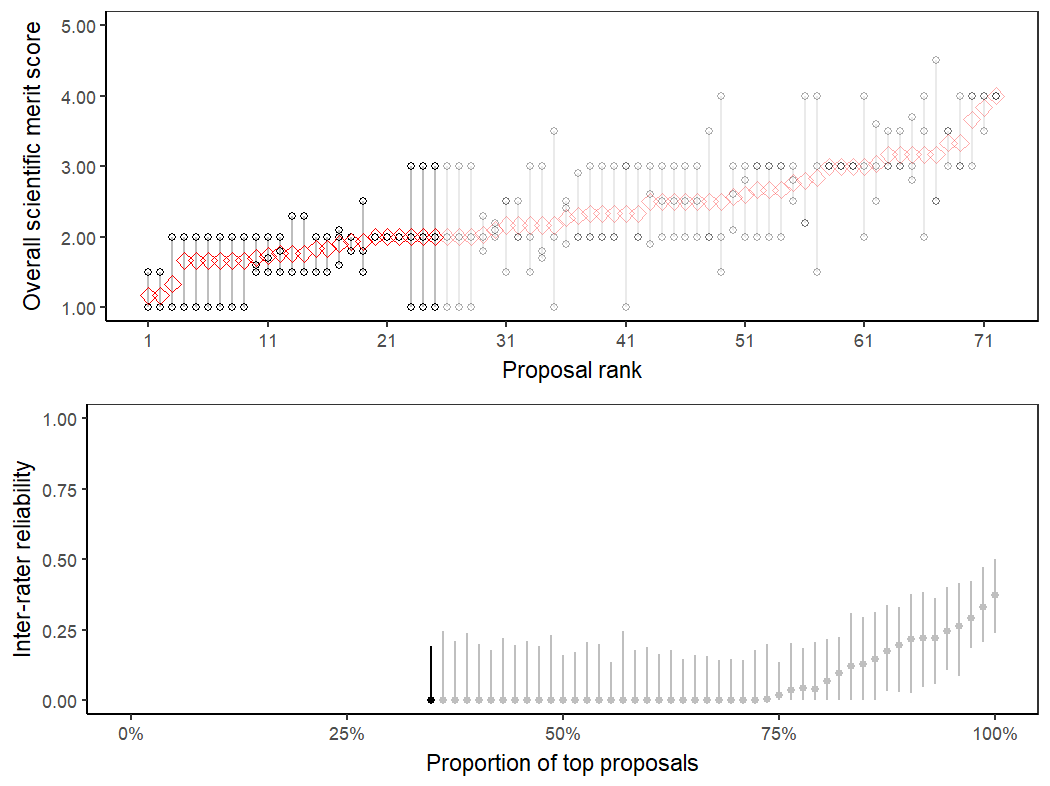 Overall scientific merit score
5.00
4.00
3.00
2.00
1.00
1 11 21 31 41 51 61 71
Proposal rank
Inter-rater reliability
1.00
0.75
0.50
0.25
0.00
0% 25% 50% 75% 100%
Proportion of top proposals